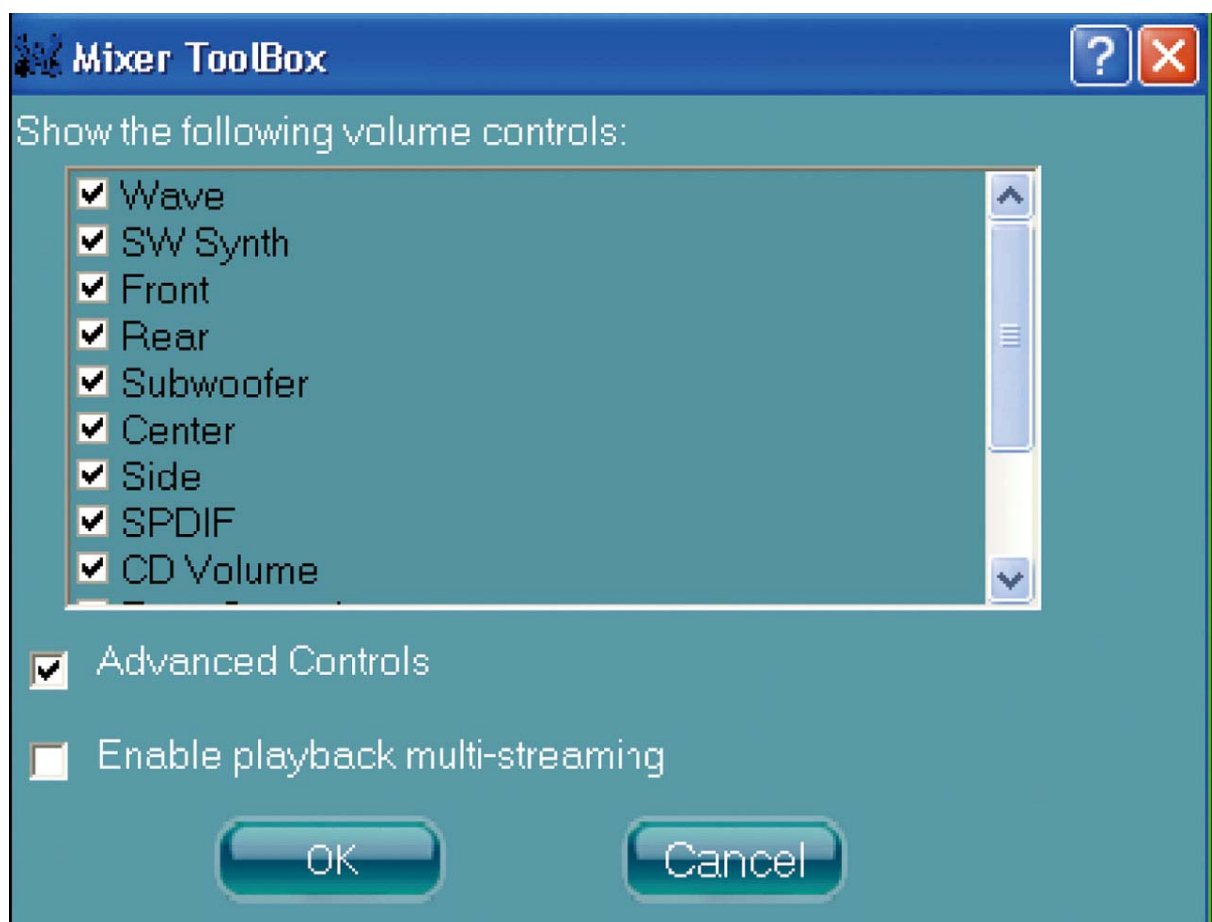 Mixer ToolBox
Show the following volume controls:
Wave
SW Synth
Front
Rear
Subwoofer
Center
Side
SPDIF
CD Volume
Advanced Controls
Enable playback multi-streaming
OK Cancel